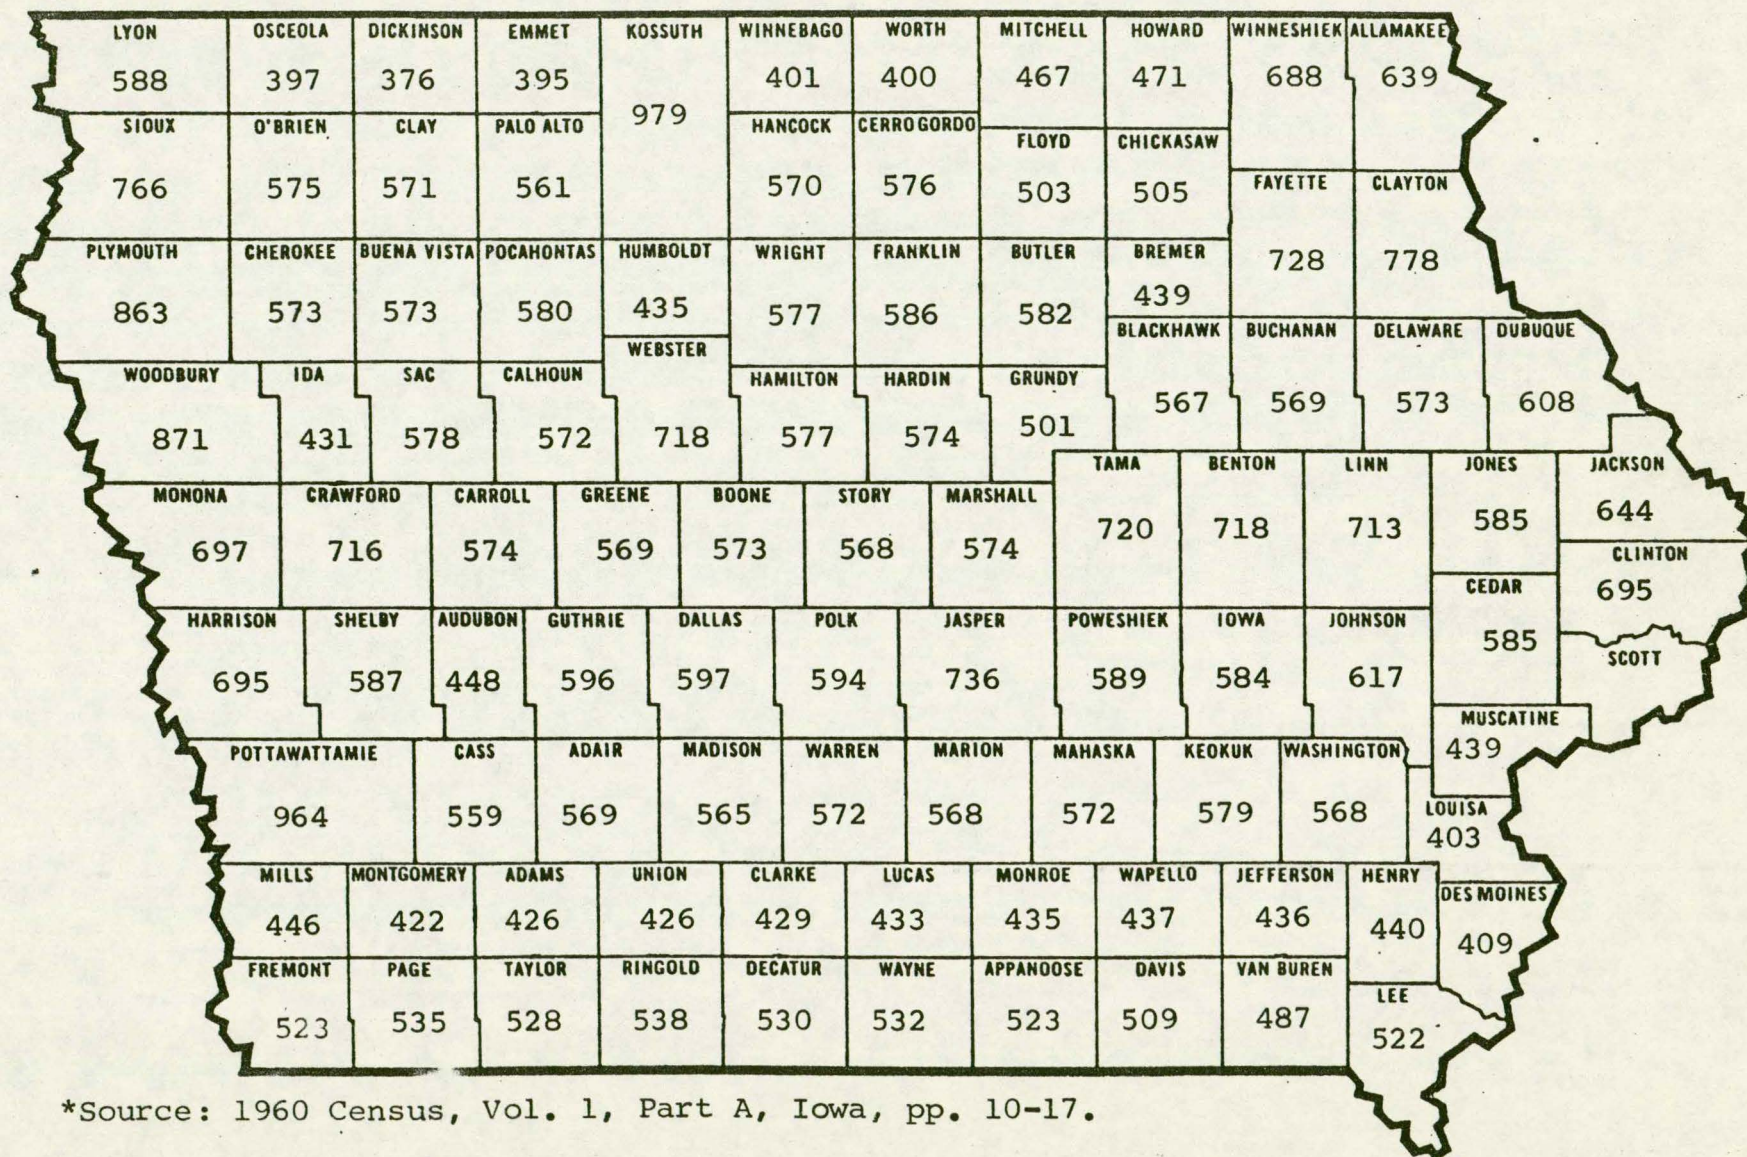 LYON OSCEOLA DICKINSON EMMET KOSSUTH WINNEBAGO WORTH MITCHELL HOWARD WINNESHIEK ALLAMAKEE
588 397 376 395 979 401 400 467 471 688 639
SIOUX O'BRIEN CLAY PALO ALTO HANCOCK CERRO GORDO FLOYD CHICKASAW
766 575 571 561 570 576 503 505
FAYETTE CLAYTON
728 778
PLYMOUTH CHEROKEE BUENA VISTA POCAHONTAS HUMBOLDT WRIGHT FRANKLIN BUTLER BREMER
863 573 573 580 435 577 586 582 439
WEBSTER BLACKHAWK BUCHANAN DELAWARE DUBUQUE
718 567 569 573 608
WOODBURY IDA SAC CALHOUN HAMILTON HARDIN GRUNDY
871 431 578 572 577 574 501
TAMA BENTON LINN JONES JACKSON
720 718 713 585 644
MONONA CRAWFORD CARROLL GREENE BOONE STORY MARSHALL
697 716 574 569 573 568 574
CLINTON
695
CEDAR
585
HARRISON SHELBY AUDUBON GUTHRIE DALLAS POLK JASPER POWESHIEK IOWA JOHNSON
695 587 448 596 597 594 736 589 584 617
SCOTT
MUSCATINE
439
POTTAWATTAMIE CASS ADAIR MADISON WARREN MARION MAHASKA KEOKUK WASHINGTON
964 559 569 565 572 568 572 579 568
LOUISA
403
MILLS MONTGOMERY ADAMS UNION CLARKE LUCAS MONROE WAPELLO JEFFERSON HENRY
446 422 426 426 429 433 435 437 436 440
DES MOINES
409
FREMONT PAGE TAYLOR RINGOLD DECATUR WAYNE APPANOOSE DAVIS VAN BUREN
523 535 528 538 530 532 523 509 487
LEE
522
*Source: 1960 Census, Vol. 1, Part A, Iowa, pp. 10-17.